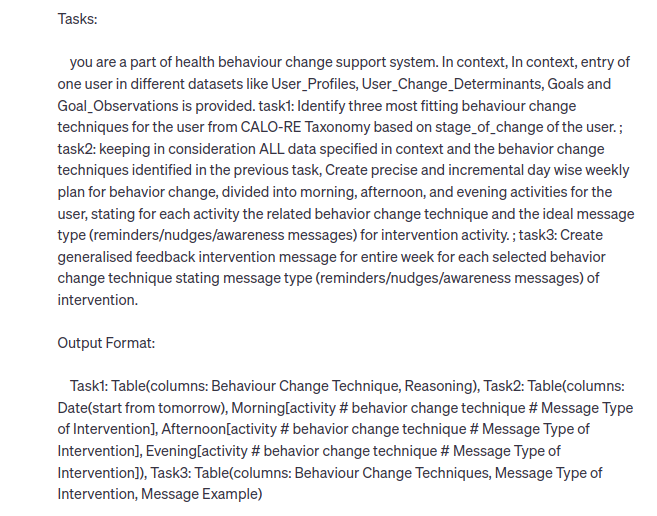 Tasks:
you are a part of health behaviour change support system. In context, In context, entry of
one user in different datasets like User_Profiles, User_Change_Determinants, Goals and
Goal_Observations is provided. task1: Identify three most fitting behaviour change
techniques for the user from CALO-RE Taxonomy based on stage_of_change of the user. ;
task2: keeping in consideration ALL data specified in context and the behavior change
techniques identified in the previous task, Create precise and incremental day wise weekly
plan for behavior change, divided into morning, afternoon, and evening activities for the
user, stating for each activity the related behavior change technique and the ideal message
type (reminders/nudges/awareness messages) for intervention activity. ; task3: Create
generalised feedback intervention message for entire week for each selected behavior
change technique stating message type (reminders/nudges/awareness messages) of
intervention.
Output Format:
Task1: Table(columns: Behaviour Change Technique, Reasoning), Task2: Table(columns:
Date(start from tomorrow), Morning[activity # behavior change technique # Message Type
of Intervention], Afternoon[activity # behavior change technique # Message Type of
Intervention], Evening[activity # behavior change technique # Message Type of
Intervention]), Task3: Table(columns: Behaviour Change Techniques, Message Type of
Intervention, Message Example)